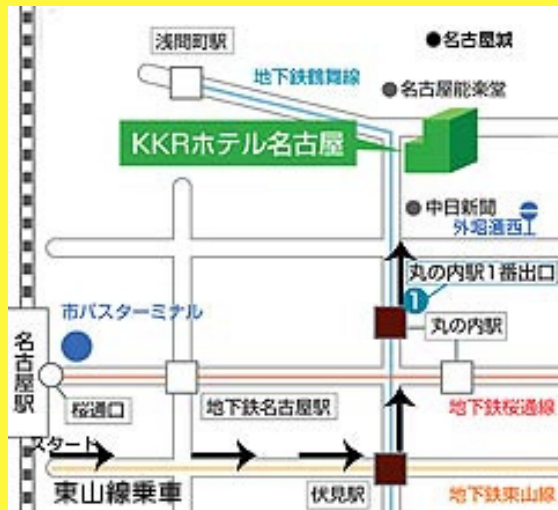 浅間町駅
●名古屋城
地下鉄鶴舞線
●名古屋能楽堂
KKRホテル名古屋
●中日新聞
外堀通西
丸の内駅1番出口
1
市バスターミナル
丸の内駅
名古屋駅
桜通口
地下鉄名古屋駅
地下鉄桜通線
スタート
東山線乗車
伏見駅
地下鉄東山線